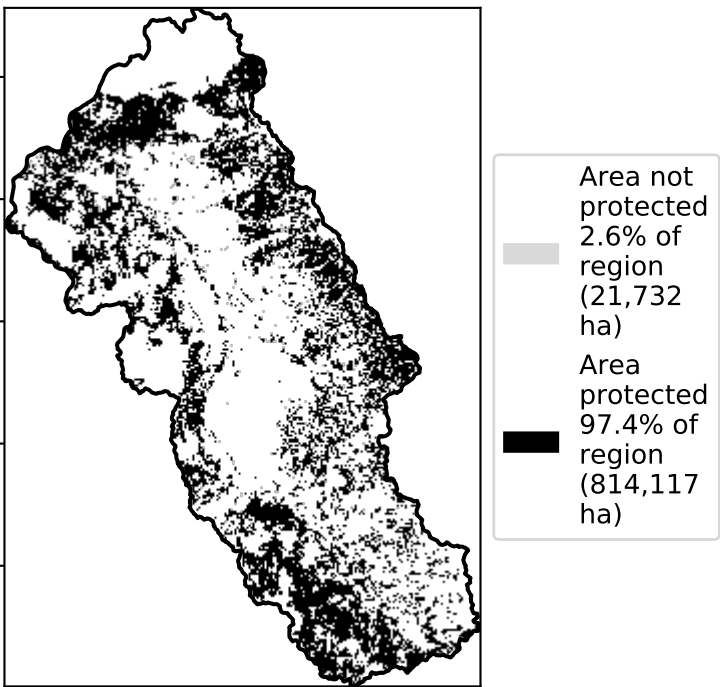 Area not
protected
2.6% of
region
(21,732
ha)
Area
protected
97.4% of
region
(814,117
ha)